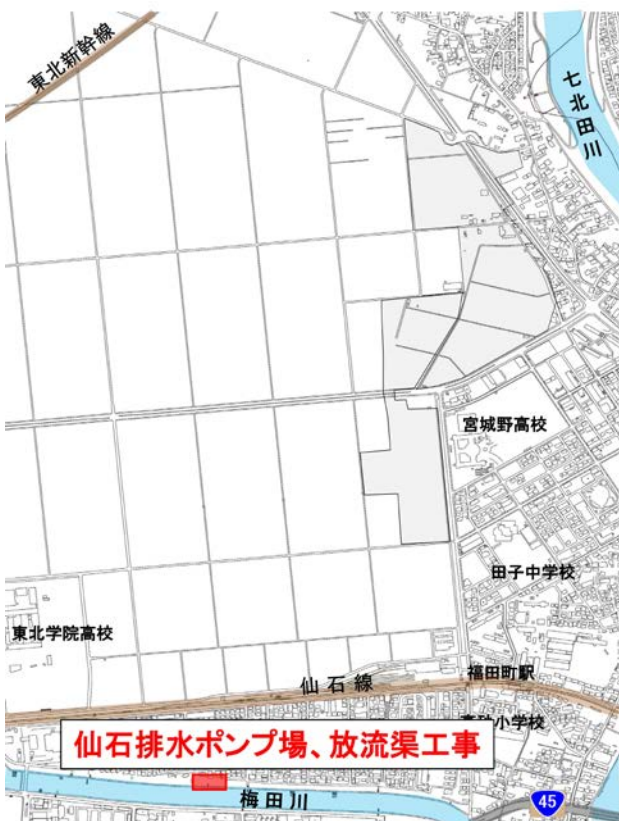 東北新幹線
七北田川
宮城野高校
田子中学校
東北学院高校
福田町駅
仙石線
小学校
仙石排水ポンプ場、放流渠工事
梅田川
45